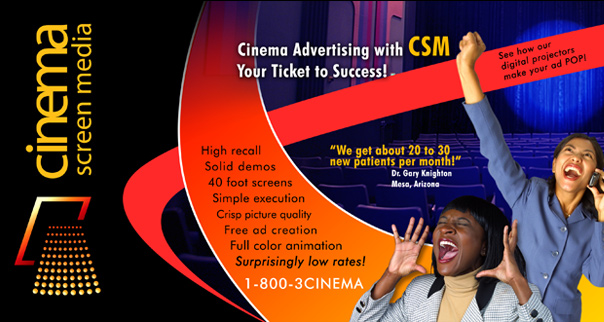 cinema
screen media
Cinema Advertising with CSM
Your Ticket to Success!
See how our
digital projectors
make your ad POP!
"We get about 20 to 30
new patients per month!"
Dr. Gary Knighton
Mesa, Arizona
High recall
Solid demos
40 foot screens
Simple execution
Crisp picture quality
Free ad creation
Full color animation
Surprisingly low rates!
1-800-3CINEMA